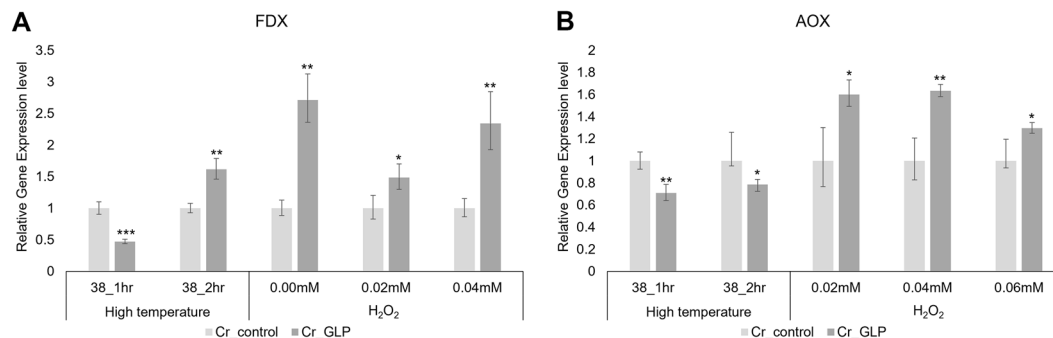 A
FDX
Relative Gene Expression level
3.5
3
2.5
2
1.5
1
0.5
0
***
**
**
*
**
38_1hr
38_2hr
0.00mM
0.02mM
0.04mM
High temperature
H₂O₂
Cr_control
Cr_GLP
B
AOX
Relative Gene Expression level
2
1.8
1.6
1.4
1.2
1
0.8
0.6
0.4
0.2
0
**
*
*
**
*
38_1hr
38_2hr
0.02mM
0.04mM
0.06mM
High temperature
H₂O₂
Cr_control
Cr_GLP